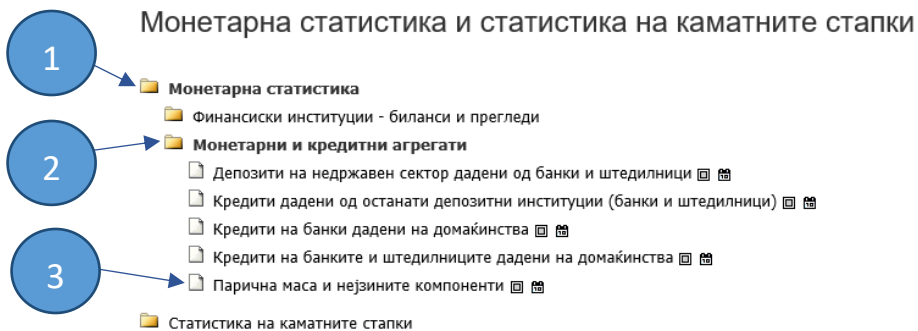 Монетарна статистика и статистика на каматните стапки
1
Монетарна статистика
Финансиски институции - биланси и прегледи
2
Монетарни и кредитни агрегати
Депозити на недржавен сектор дадени од банки и штедилници
Кредити дадени од останати депозитни институции (банки и штедилници)
Кредити на банки дадени на домаќинства
Кредити на банките и штедилниците дадени на домаќинства
3
Парична маса и нејзините компоненти
Статистика на каматните стапки